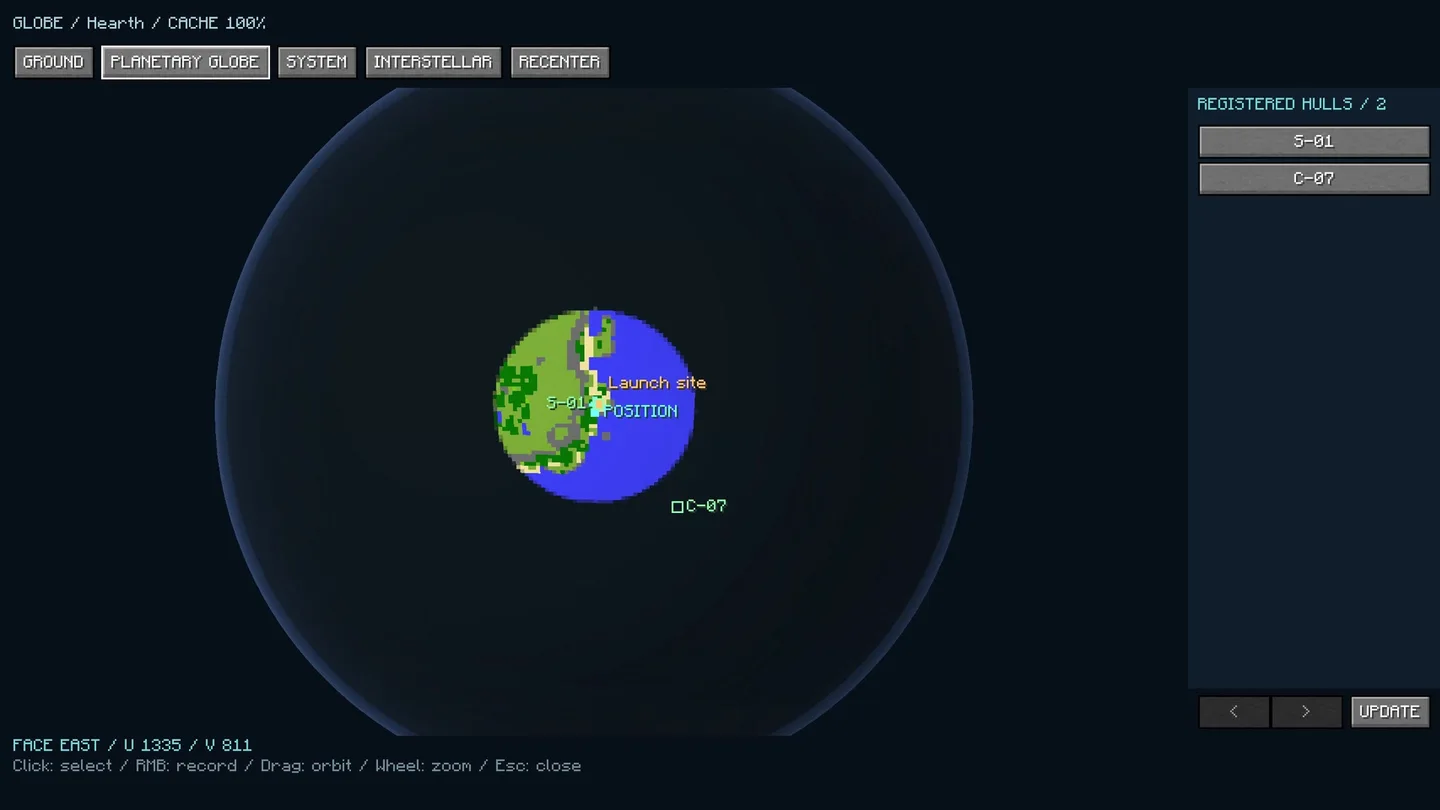 GLOBE / Hearth / CACHE 100%
GROUND PLANETARY GLOBE SYSTEM INTERSTELLAR RECENTER
REGISTERED HULLS / 2
S-01
C-07
Launch site
S-01
POSITION
C-07
< > UPDATE
FACE EAST / U 1335 / V 811
Click: select / RMB: record / Drag: orbit / Wheel: zoom / Esc: close